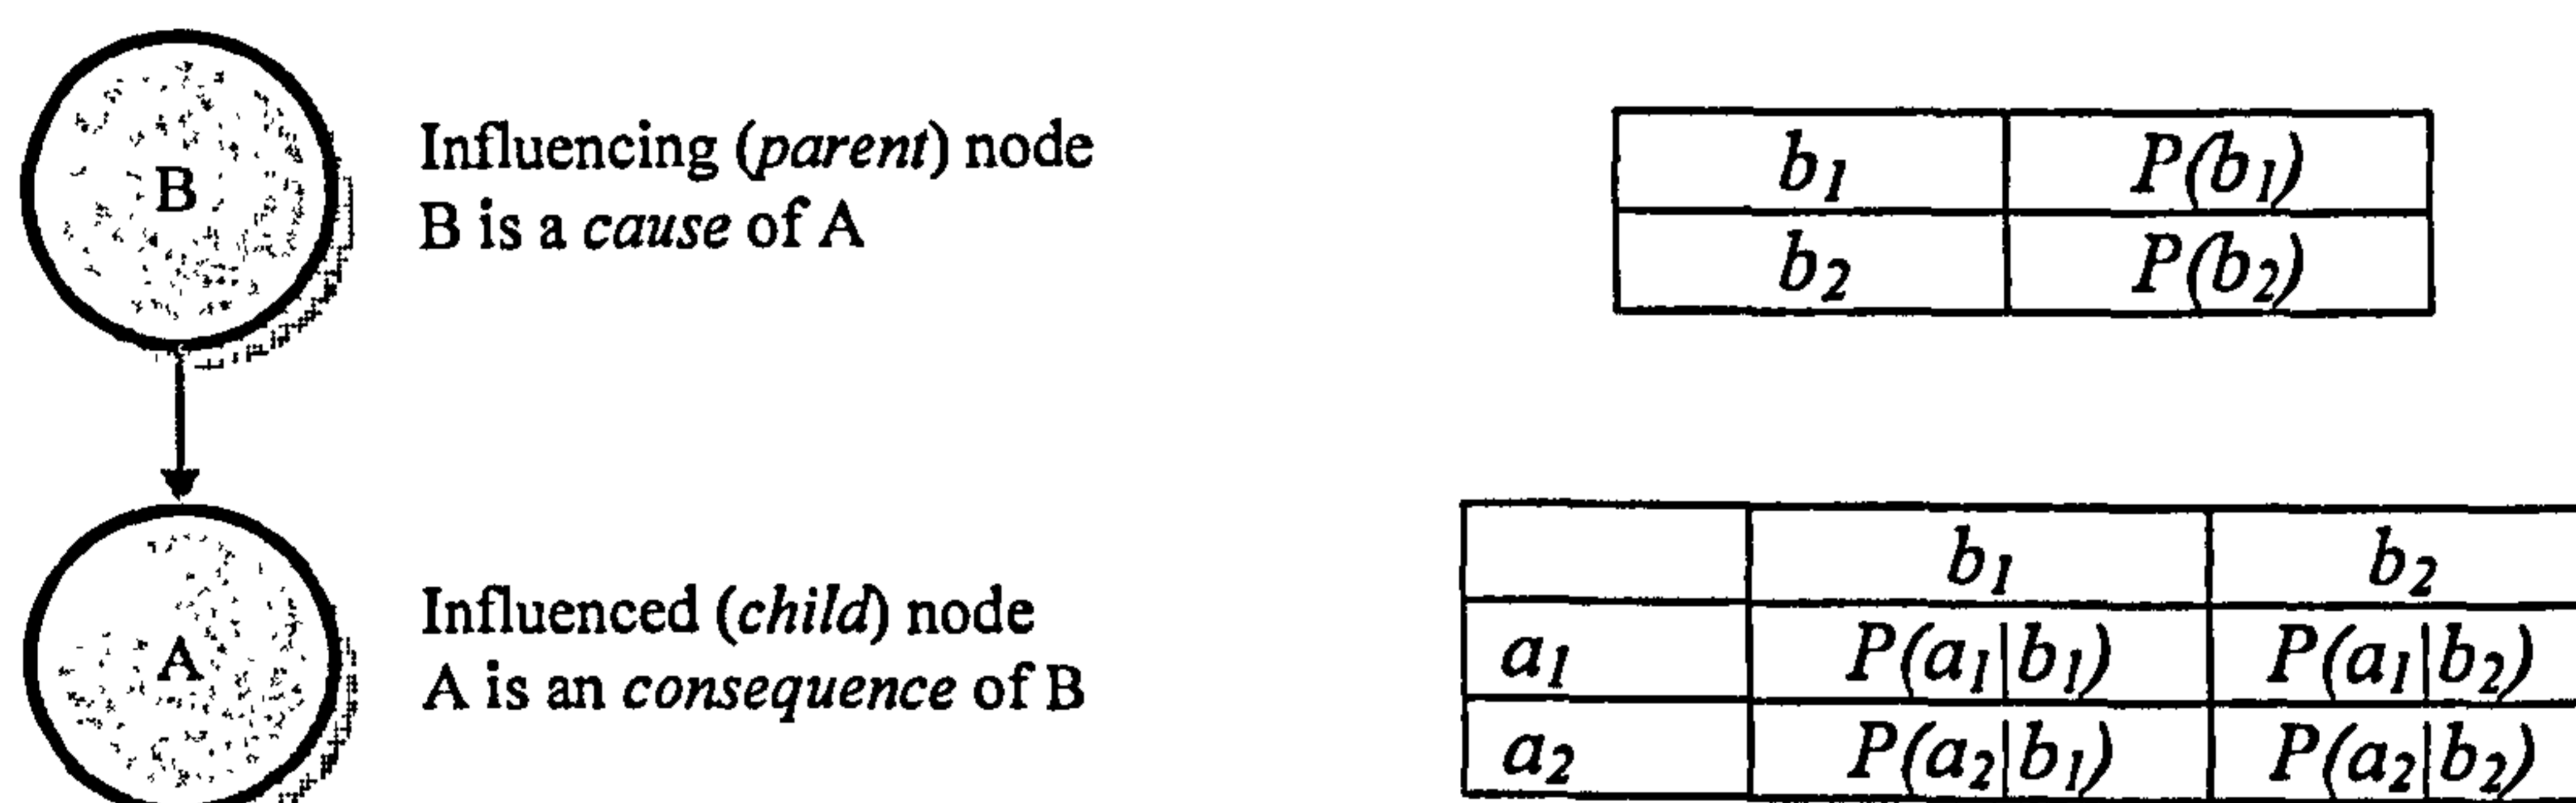 B
Influencing (parent) node
B is a cause of A
b₁ P(b₁)
b₂ P(b₂)
A
Influenced (child) node
A is an consequence of B
b₁ b₂
a₁ P(a₁|b₁) P(a₁|b₂)
a₂ P(a₂|b₁) P(a₂|b₂)